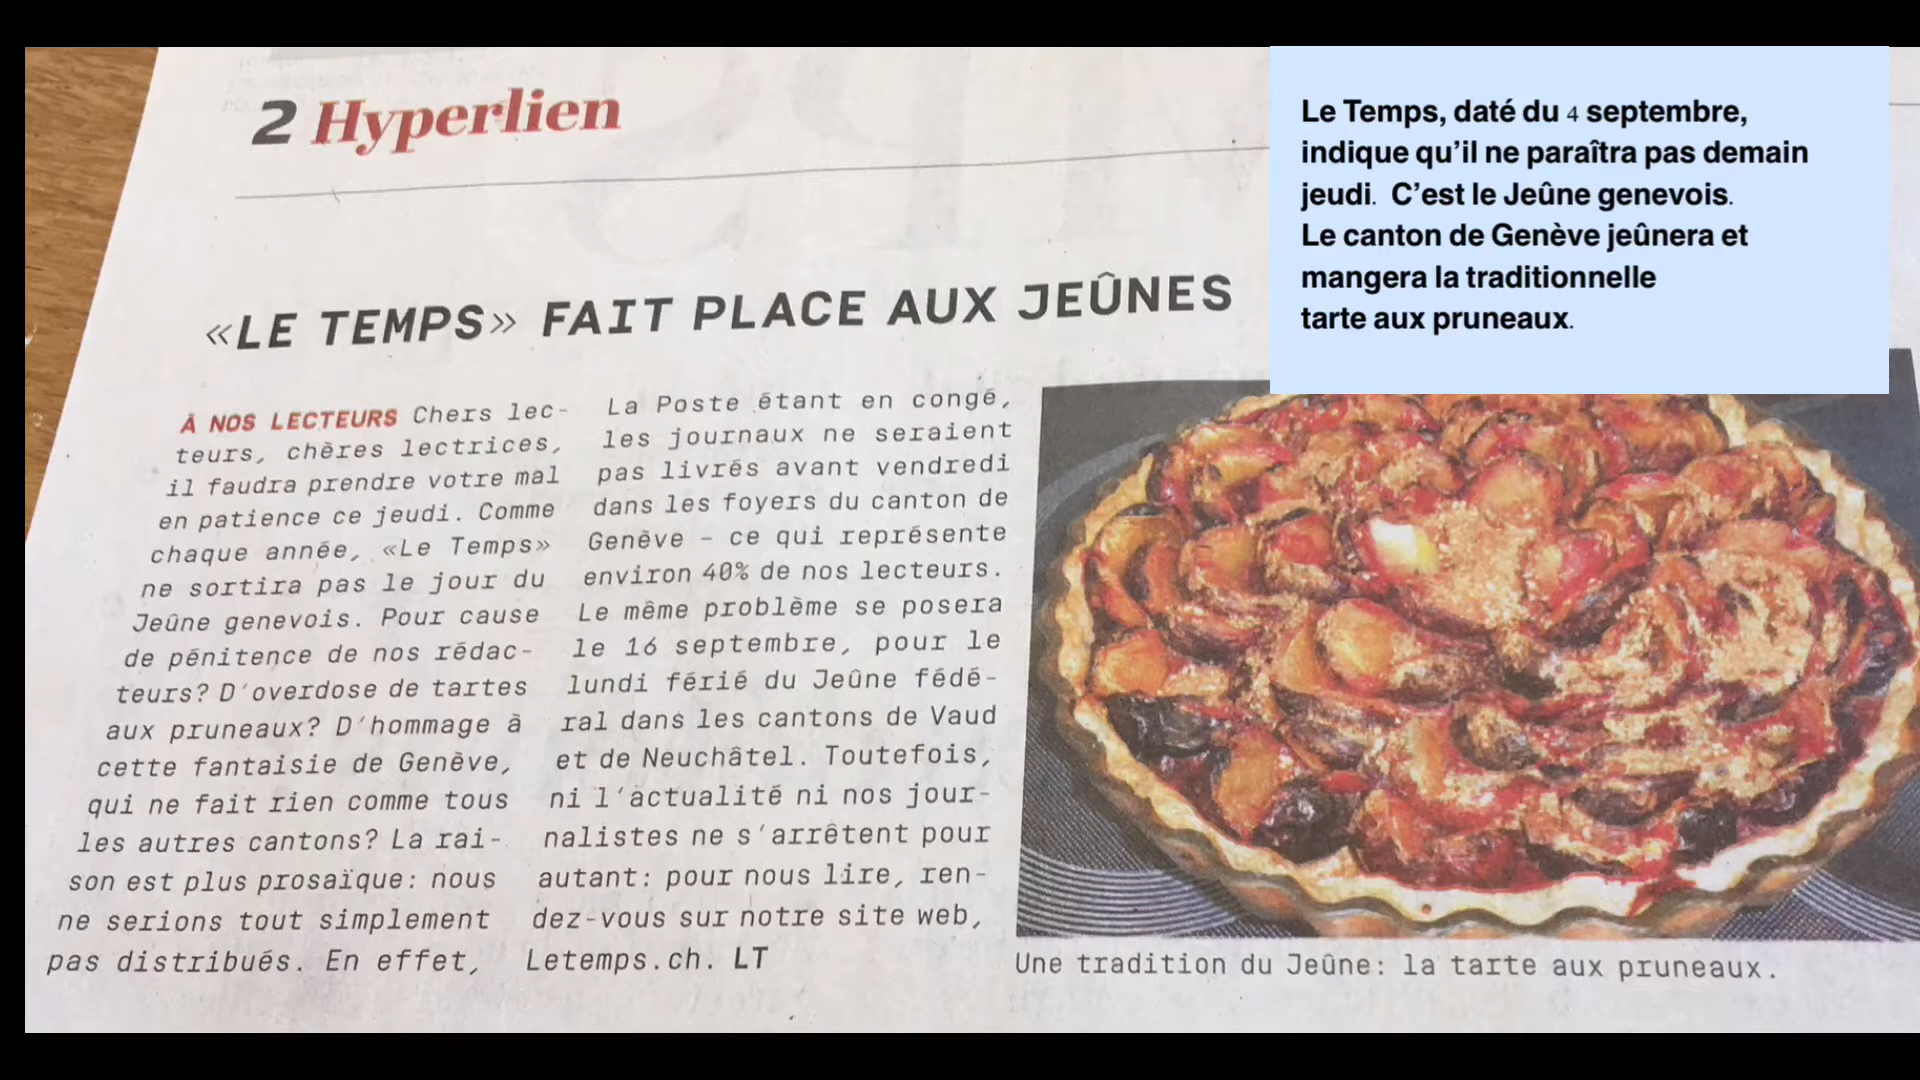 2 Hyperlien
Le Temps, daté du 4 septembre,
indique qu’il ne paraîtra pas demain
jeudi. C’est le Jeûne genevois.
Le canton de Genève jeûnera et
mangera la traditionnelle
tarte aux pruneaux.
«LE TEMPS» FAIT PLACE AUX JEÛNES
À NOS LECTEURS Chers lec-
teurs, chères lectrices,
il faudra prendre votre mal
en patience ce jeudi. Comme
chaque année, «Le Temps»
ne sortira pas le jour du
Jeûne genevois. Pour cause
de pénitence de nos rédac-
teurs? D'overdose de tartes
aux pruneaux? D'hommage à
cette fantaisie de Genève,
qui ne fait rien comme tous
les autres cantons? La rai-
son est plus prosaïque: nous
ne serions tout simplement
pas distribués. En effet,
La Poste étant en congé,
les journaux ne seraient
pas livrés avant vendredi
dans les foyers du canton de
Genève – ce qui représente
environ 40% de nos lecteurs.
Le même problème se posera
le 16 septembre, pour le
lundi férié du Jeûne fédé-
ral dans les cantons de Vaud
et de Neuchâtel. Toutefois,
ni l'actualité ni nos jour-
nalistes ne s'arrêtent pour
autant: pour nous lire, ren-
dez-vous sur notre site web,
Letemps.ch. LT
Une tradition du Jeûne: la tarte aux pruneaux.